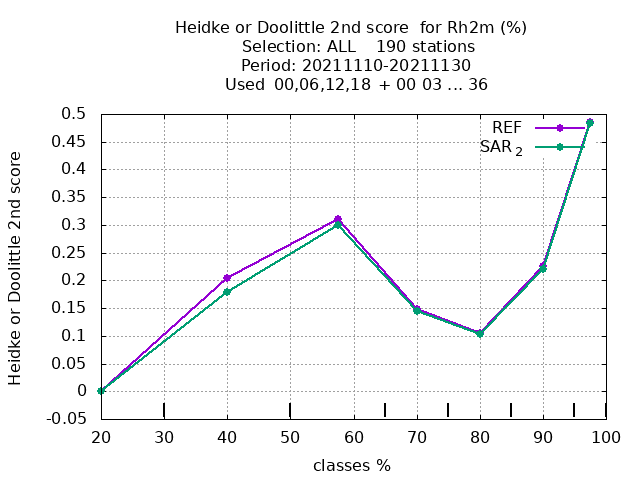 Heidke or Doolittle 2nd score  for Rh2m (%)
Selection: ALL    190 stations
Period: 20211110-20211130
Used  00,06,12,18 + 00 03 ... 36
0.5
0.45
0.4
0.35
0.3
0.25
0.2
0.15
0.1
0.05
0
-0.05
20 30 40 50 60 70 80 90 100
classes %
Heidke or Doolittle 2nd score
REF
SAR 2